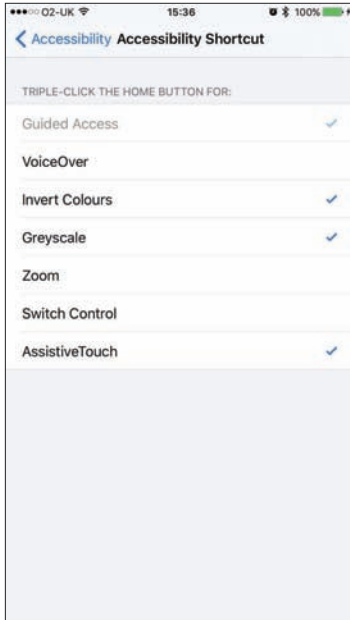 O2-UK 15:36 100%
Accessibility Accessibility Shortcut
TRIPLE-CLICK THE HOME BUTTON FOR:
Guided Access
VoiceOver
Invert Colours
Greyscale
Zoom
Switch Control
AssistiveTouch